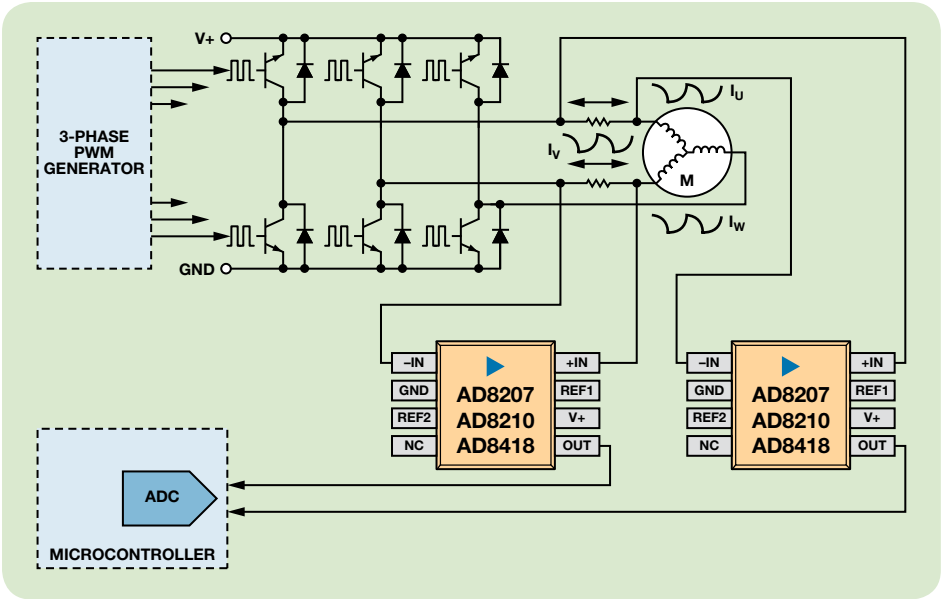 V+
3-PHASE
PWM
GENERATOR
GND
I_U
I_V
M
I_W
–IN
GND
REF2
NC
AD8207
AD8210
AD8418
+IN
REF1
V+
OUT
–IN
GND
REF2
NC
AD8207
AD8210
AD8418
+IN
REF1
V+
OUT
ADC
MICROCONTROLLER